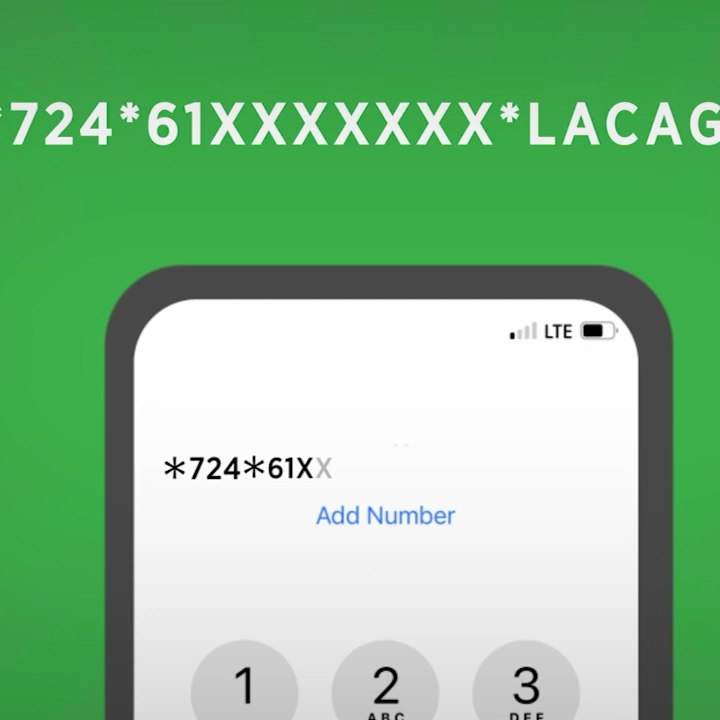 *724*61XXXXXXX*LACAG
LTE
*724*61XX
Add Number
1 2 3
ABC DEF